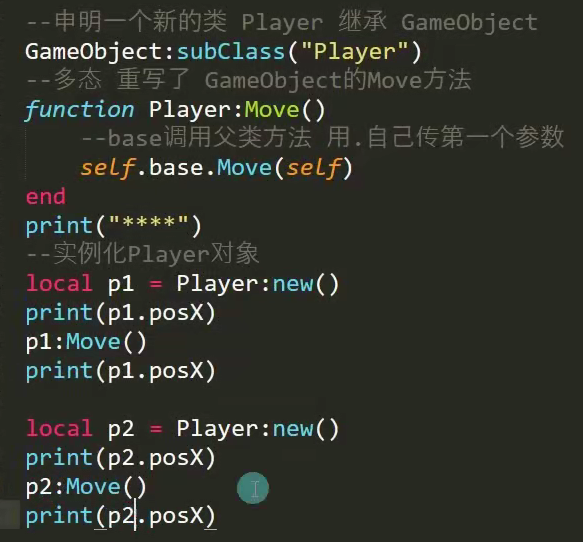 --申明一个新的类 Player 继承 GameObject
GameObject:subClass("Player")
--多态 重写了 GameObject的Move方法
function Player:Move()
    --base调用父类方法 用.自己传第一个参数
    self.base.Move(self)
end
print("****")
--实例化Player对象
local p1 = Player:new()
print(p1.posX)
p1:Move()
print(p1.posX)

local p2 = Player:new()
print(p2.posX)
p2:Move()
print(p2.posX)